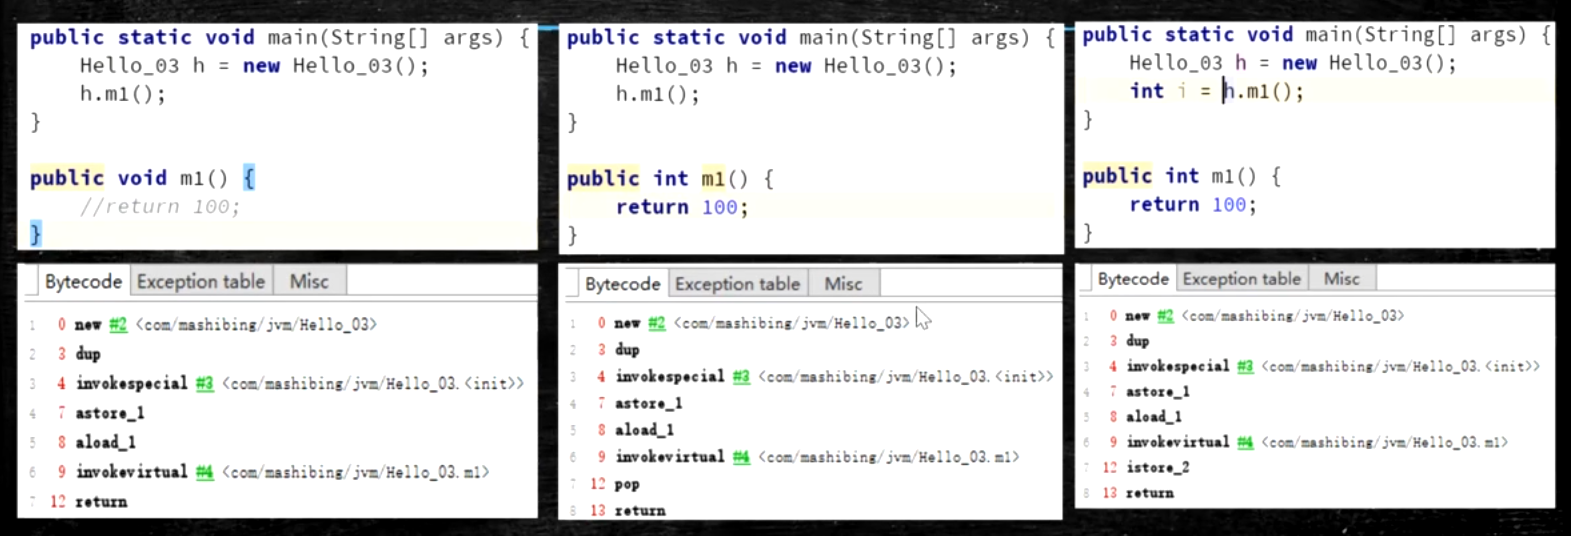 public static void main(String[] args) {
Hello_03 h = new Hello_03();
h.m1();
}
public void m1() {
//return 100;
}
Bytecode Exception table Misc
1 0 new #2 <com/mashibing/jvm/Hello_03>
2 3 dup
3 4 invokespecial #3 <com/mashibing/jvm/Hello_03.<init>>
4 7 astore_1
5 8 aload_1
6 9 invokevirtual #4 <com/mashibing/jvm/Hello_03.m1>
7 12 return
public static void main(String[] args) {
Hello_03 h = new Hello_03();
h.m1();
}
public int m1() {
return 100;
}
Bytecode Exception table Misc
1 0 new #2 <com/mashibing/jvm/Hello_03>
2 3 dup
3 4 invokespecial #3 <com/mashibing/jvm/Hello_03.<init>>
4 7 astore_1
5 8 aload_1
6 9 invokevirtual #4 <com/mashibing/jvm/Hello_03.m1>
7 12 pop
8 13 return
public static void main(String[] args) {
Hello_03 h = new Hello_03();
int i = h.m1();
}
public int m1() {
return 100;
}
Bytecode Exception table Misc
1 0 new #2 <com/mashibing/jvm/Hello_03>
2 3 dup
3 4 invokespecial #3 <com/mashibing/jvm/Hello_03.<init>>
4 7 astore_1
5 8 aload_1
6 9 invokevirtual #4 <com/mashibing/jvm/Hello_03.m1>
7 12 istore_2
8 13 return